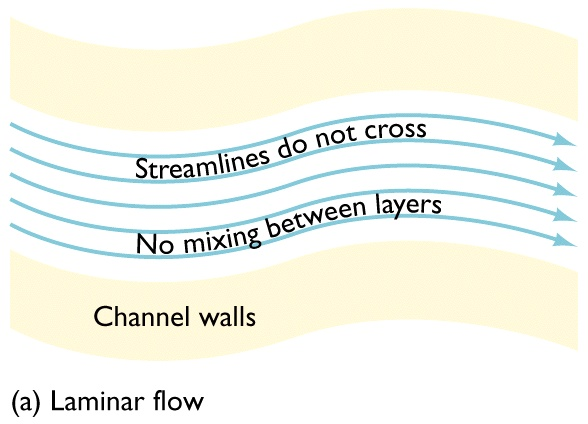 Streamlines do not cross
No mixing between layers
Channel walls
(a) Laminar flow